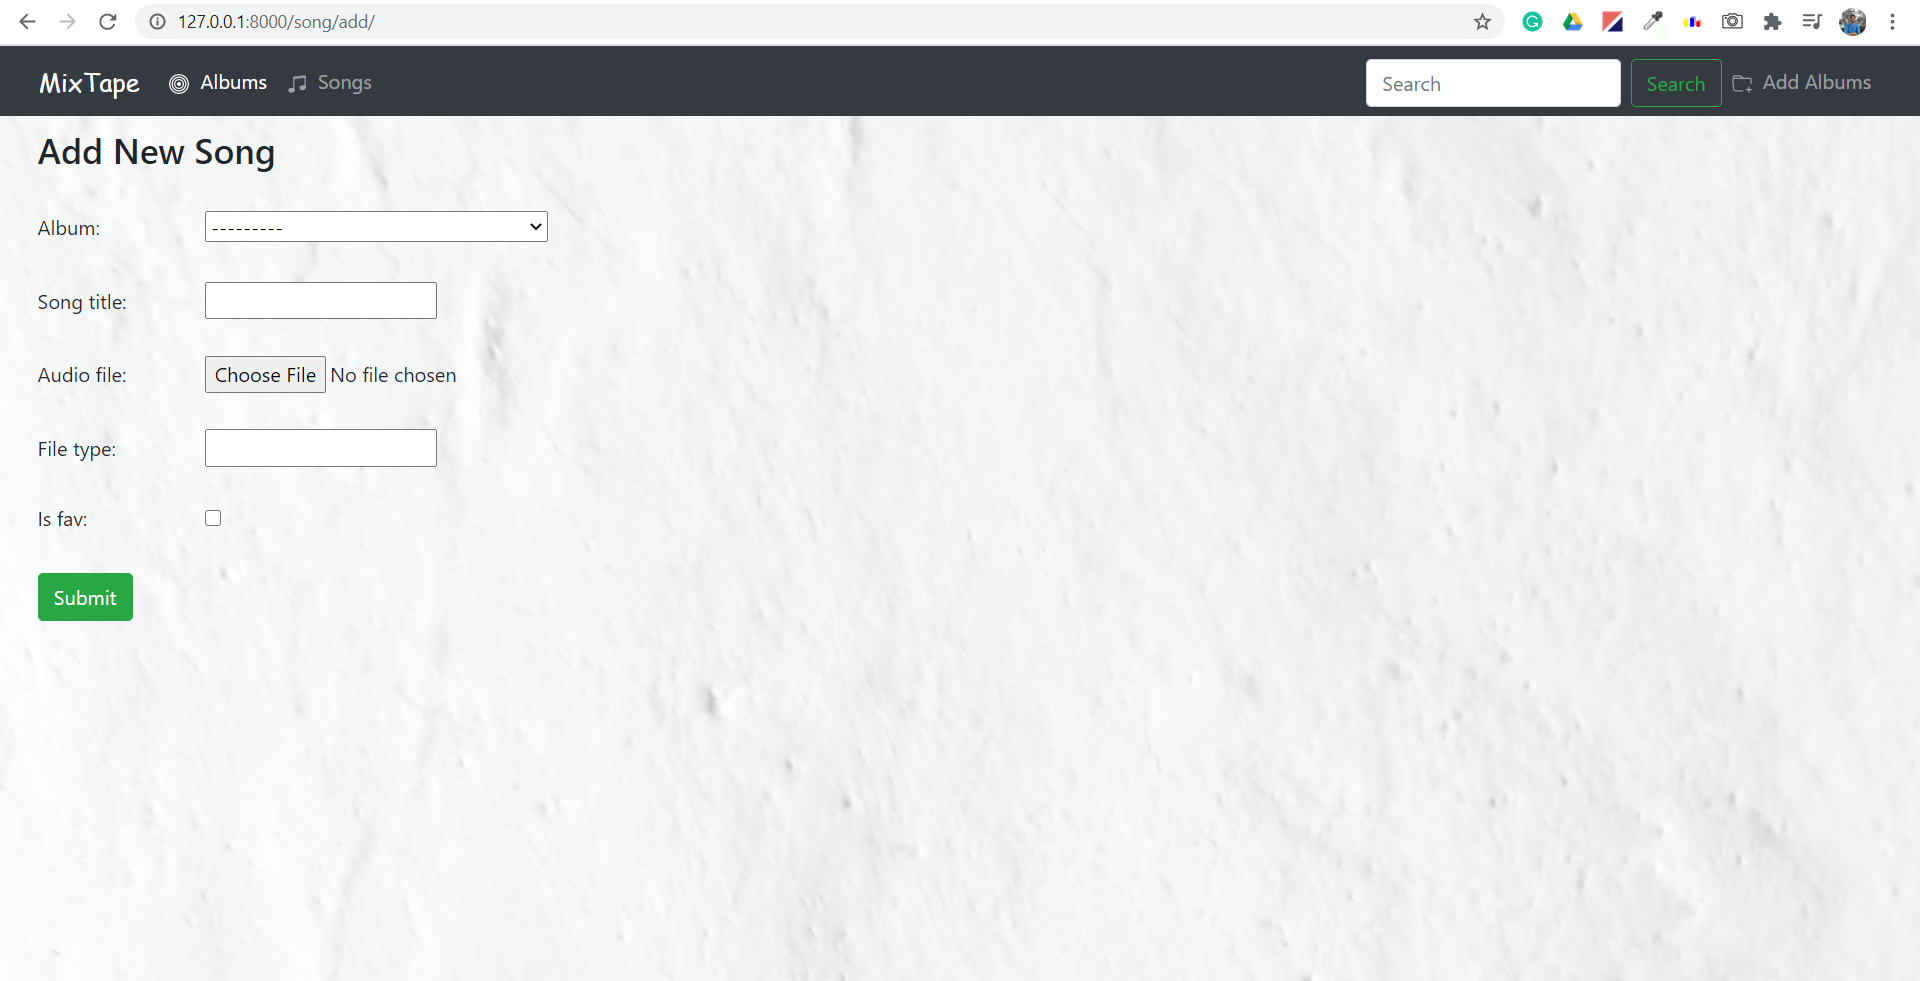 127.0.0.1:8000/song/add/
MixTape Albums Songs Search Search Add Albums
Add New Song
Album: ---------
Song title:
Audio file: Choose File No file chosen
File type:
Is fav:
Submit